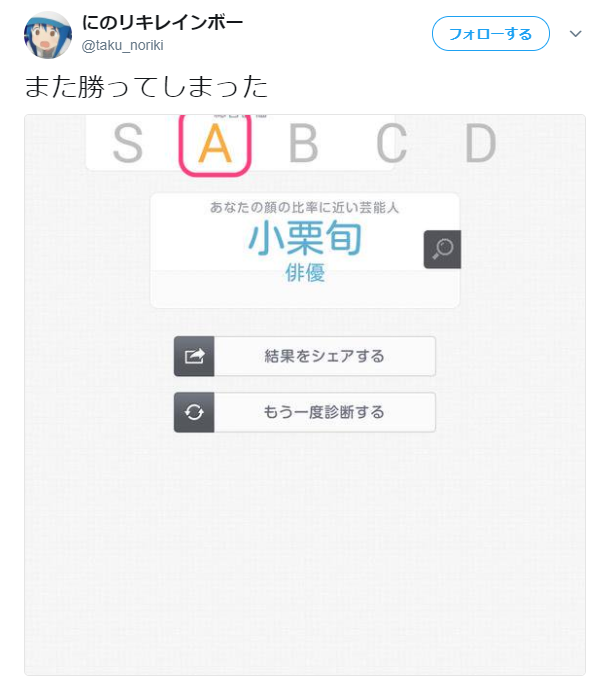 にのリキレインボー
@taku_noriki
フォローする
また勝ってしまった
S A B C D
あなたの顔の比率に近い芸能人
小栗旬
俳優
結果をシェアする
もう一度診断する